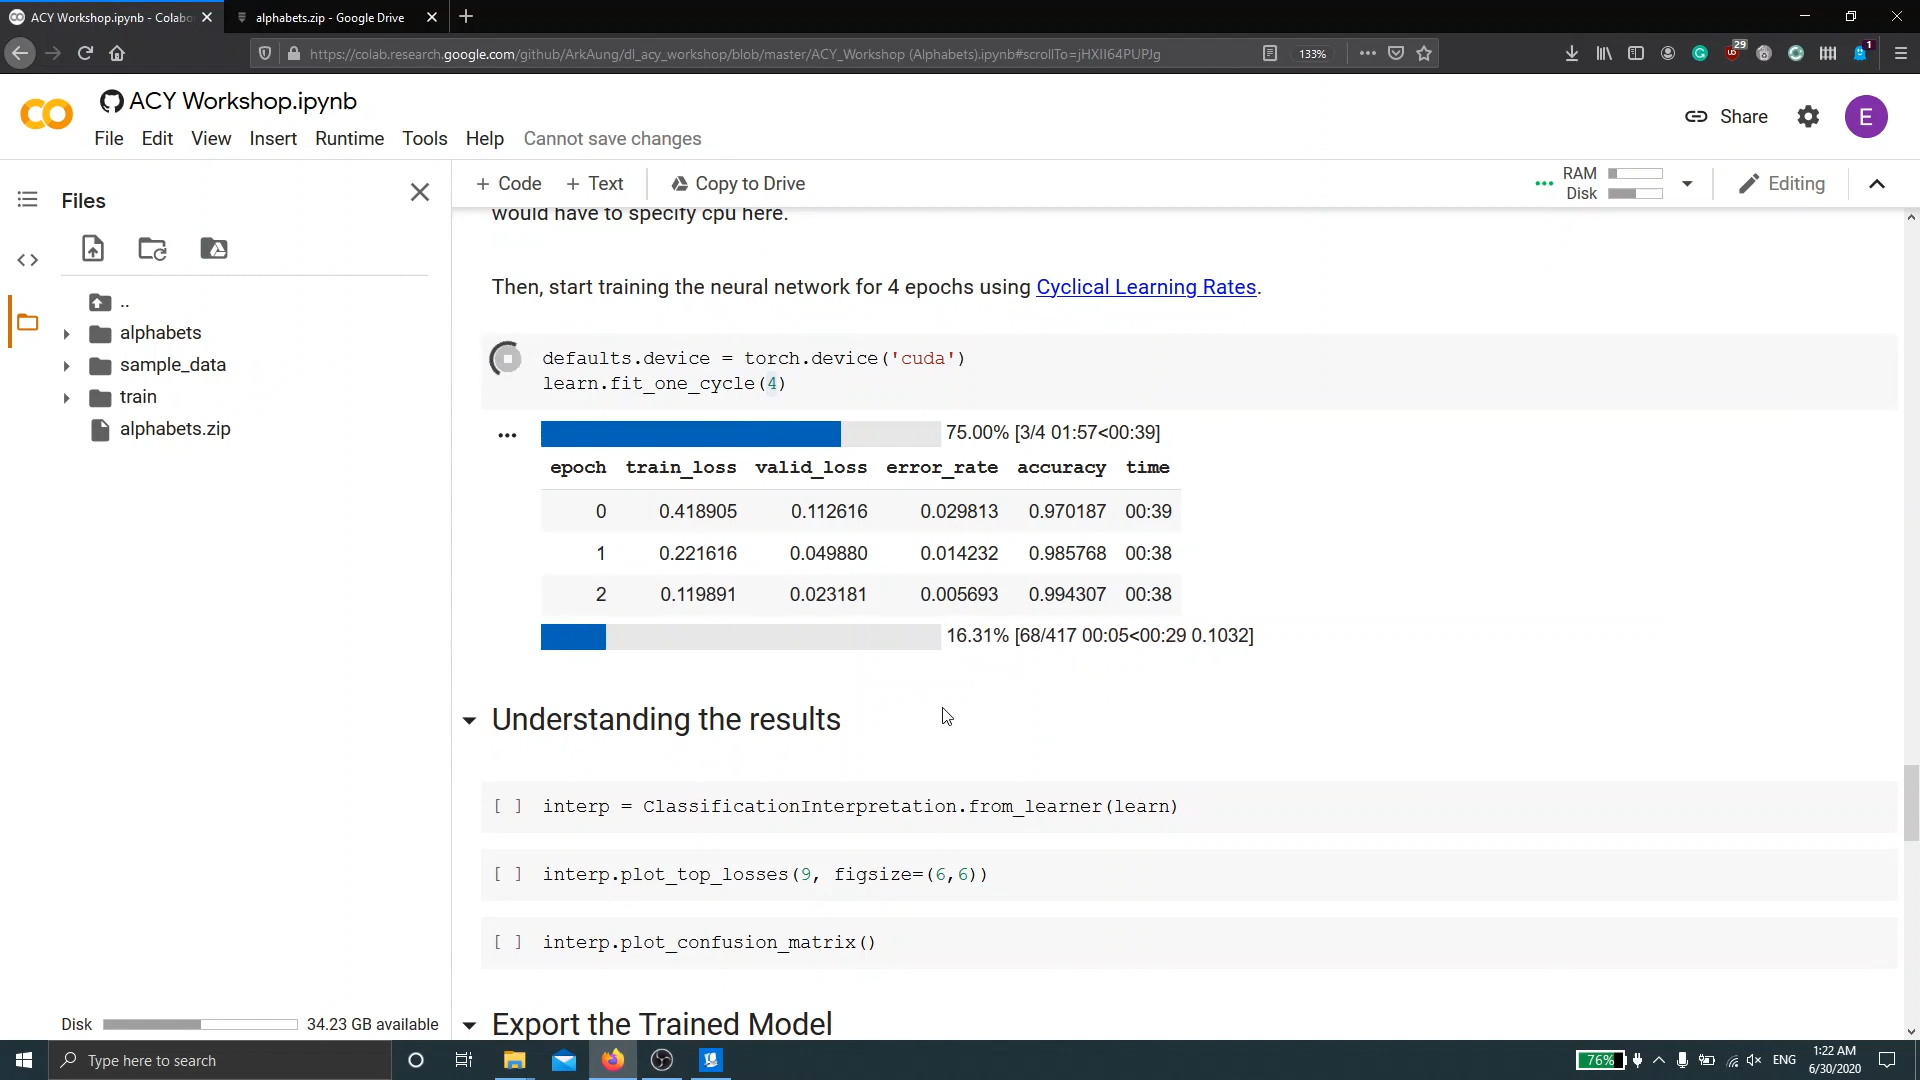 ACY Workshop.ipynb - Colabo
alphabets.zip - Google Drive
https://colab.research.google.com/github/ArkAung/dl_acy_workshop/blob/master/ACY_Workshop (Alphabets).ipynb#scrollTo=jHXII64PUPJg
133%
29
1
ACY Workshop.ipynb
File Edit View Insert Runtime Tools Help Cannot save changes
Share
E
Files
+ Code + Text Copy to Drive
RAM
Disk
Editing
..
alphabets
sample_data
train
alphabets.zip
Disk 34.23 GB available
would have to specify cpu here.
Then, start training the neural network for 4 epochs using Cyclical Learning Rates.
defaults.device = torch.device('cuda')
learn.fit_one_cycle(4)
75.00% [3/4 01:57<00:39]
epoch train_loss valid_loss error_rate accuracy time
0 0.418905 0.112616 0.029813 0.970187 00:39
1 0.221616 0.049880 0.014232 0.985768 00:38
2 0.119891 0.023181 0.005693 0.994307 00:38
16.31% [68/417 00:05<00:29 0.1032]
Understanding the results
[ ] interp = ClassificationInterpretation.from_learner(learn)
[ ] interp.plot_top_losses(9, figsize=(6,6))
[ ] interp.plot_confusion_matrix()
Export the Trained Model
Type here to search
76%
ENG
1:22 AM
6/30/2020